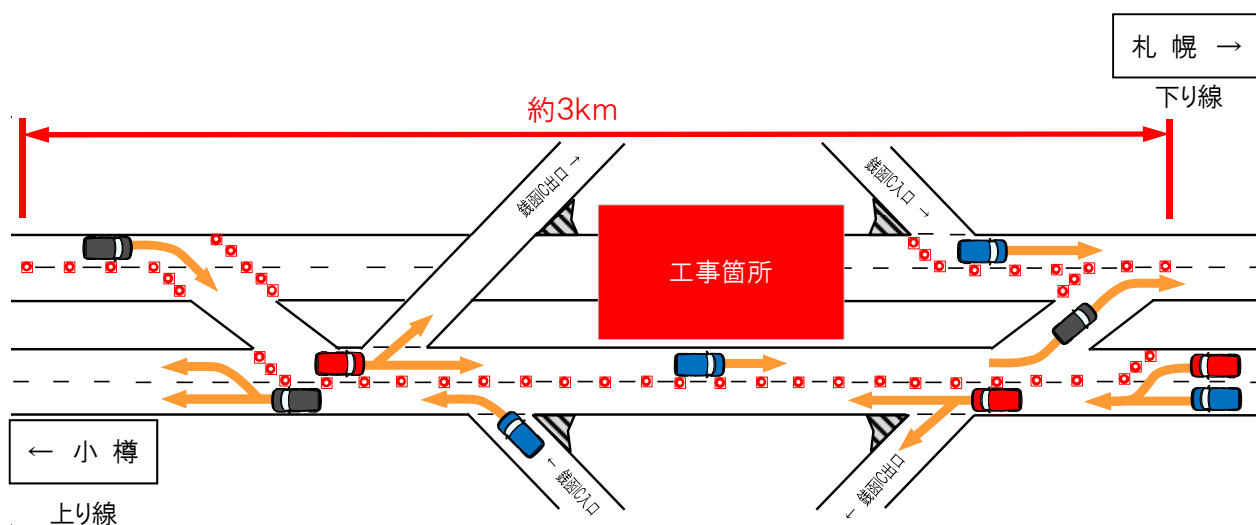 札 幌 →
下り線
約3km
銭函IC出口 →
銭函IC入口 →
工事箇所
← 小 樽
上り線
← 銭函IC入口
← 銭函IC出口